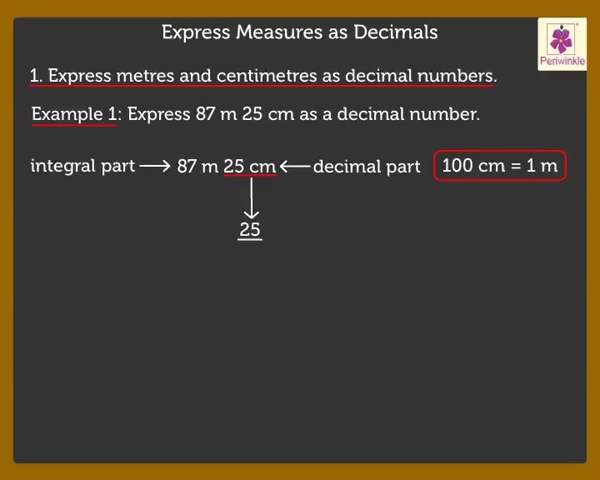 Express Measures as Decimals
Periwinkle
1. Express metres and centimetres as decimal numbers.
Example 1: Express 87 m 25 cm as a decimal number.
integral part → 87 m 25 cm ← decimal part 100 cm = 1 m
25